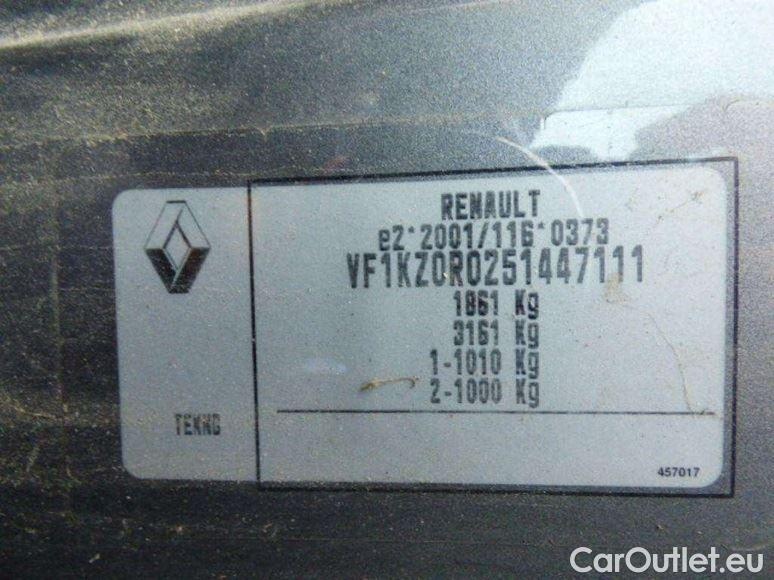 RENAULT
e2*2001/116*0373
VF1KZ0R0251447111
1861 Kg
3161 Kg
1-1010 Kg
2-1000 Kg
TEKNG
457017
CarOutlet.eu